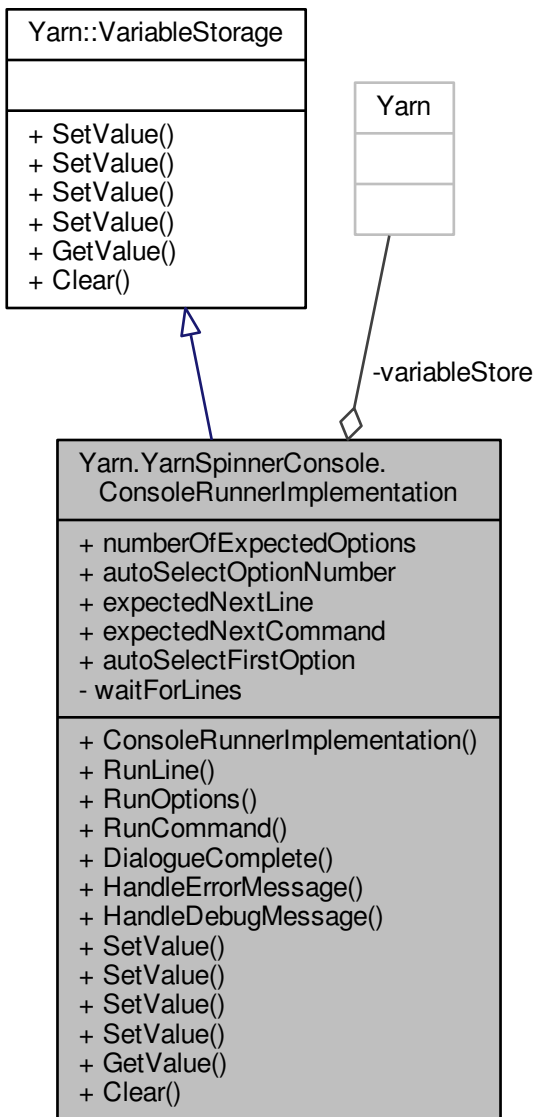 Yarn::VariableStorage
+ SetValue()
+ SetValue()
+ SetValue()
+ SetValue()
+ GetValue()
+ Clear()
Yarn
-variableStore
Yarn.YarnSpinnerConsole.
ConsoleRunnerImplementation
+ numberOfExpectedOptions
+ autoSelectOptionNumber
+ expectedNextLine
+ expectedNextCommand
+ autoSelectFirstOption
- waitForLines
+ ConsoleRunnerImplementation()
+ RunLine()
+ RunOptions()
+ RunCommand()
+ DialogueComplete()
+ HandleErrorMessage()
+ HandleDebugMessage()
+ SetValue()
+ SetValue()
+ SetValue()
+ SetValue()
+ GetValue()
+ Clear()